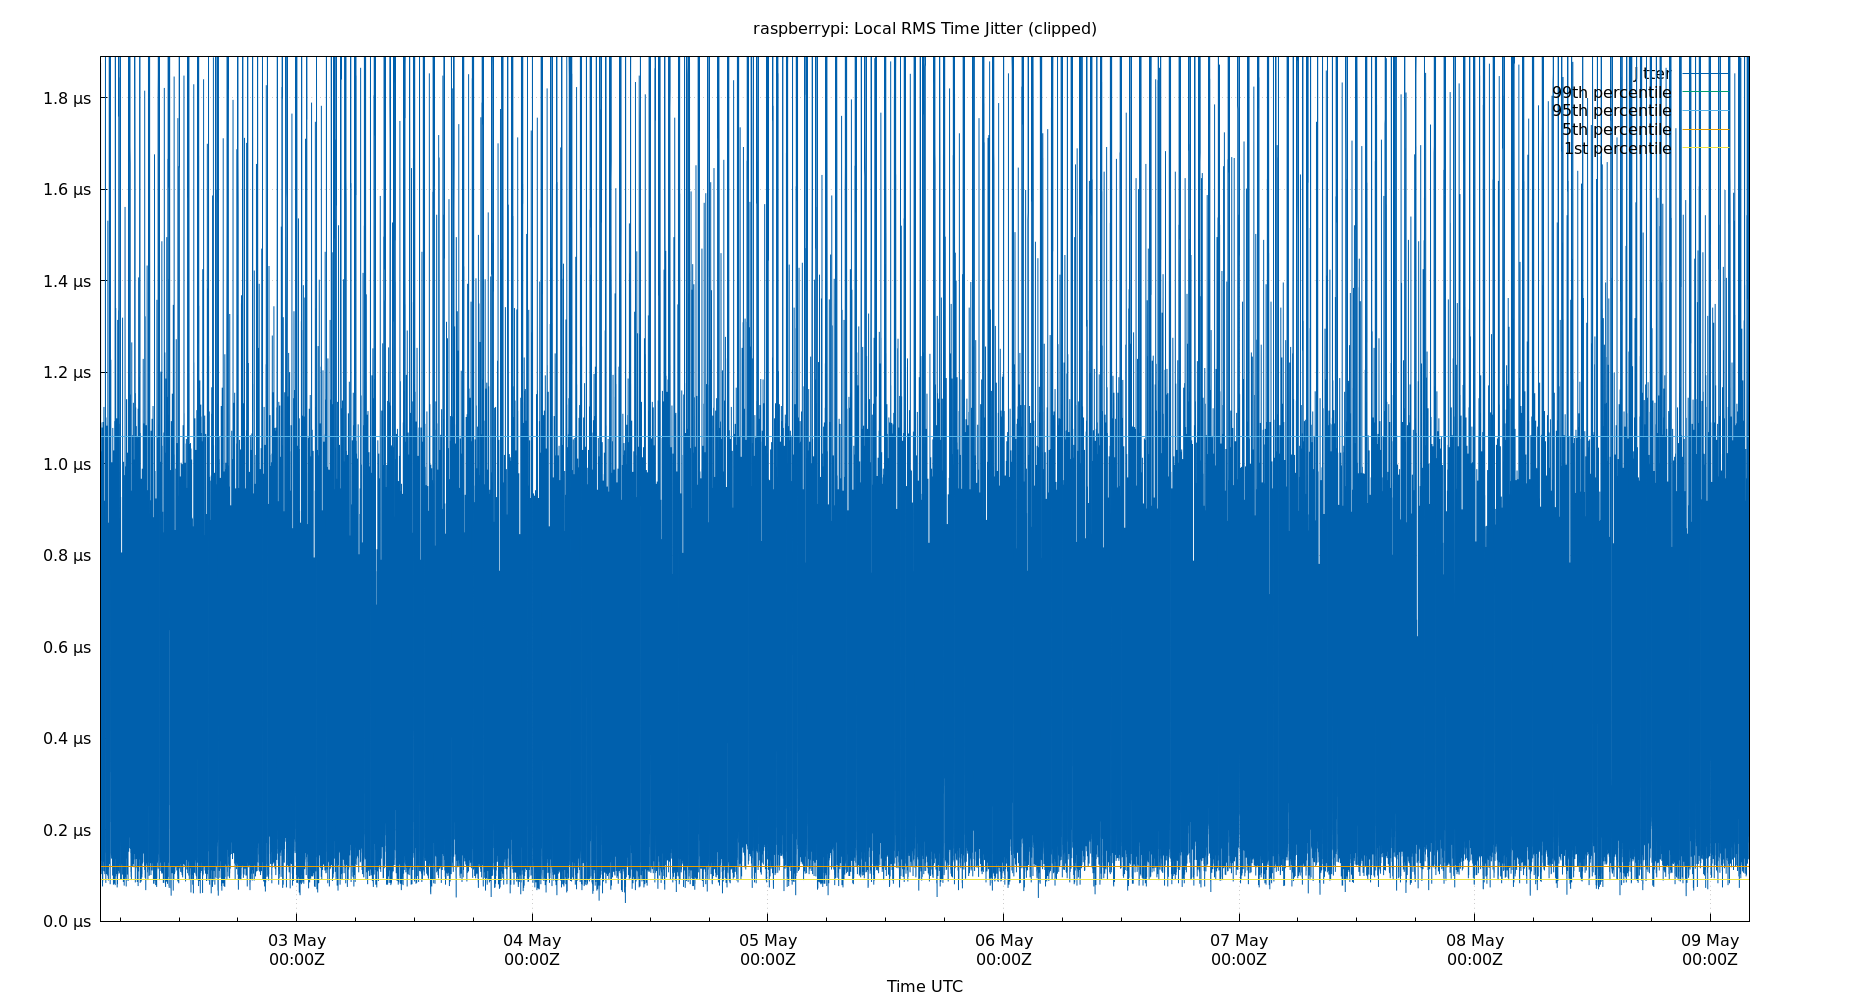 raspberrypi: Local RMS Time Jitter (clipped)
jitter
99th percentile
95th percentile
5th percentile
1st percentile
1.8 μs
1.6 μs
1.4 μs
1.2 μs
1.0 μs
0.8 μs
0.6 μs
0.4 μs
0.2 μs
0.0 μs
03 May 04 May 05 May 06 May 07 May 08 May 09 May
00:00Z 00:00Z 00:00Z 00:00Z 00:00Z 00:00Z 00:00Z
Time UTC